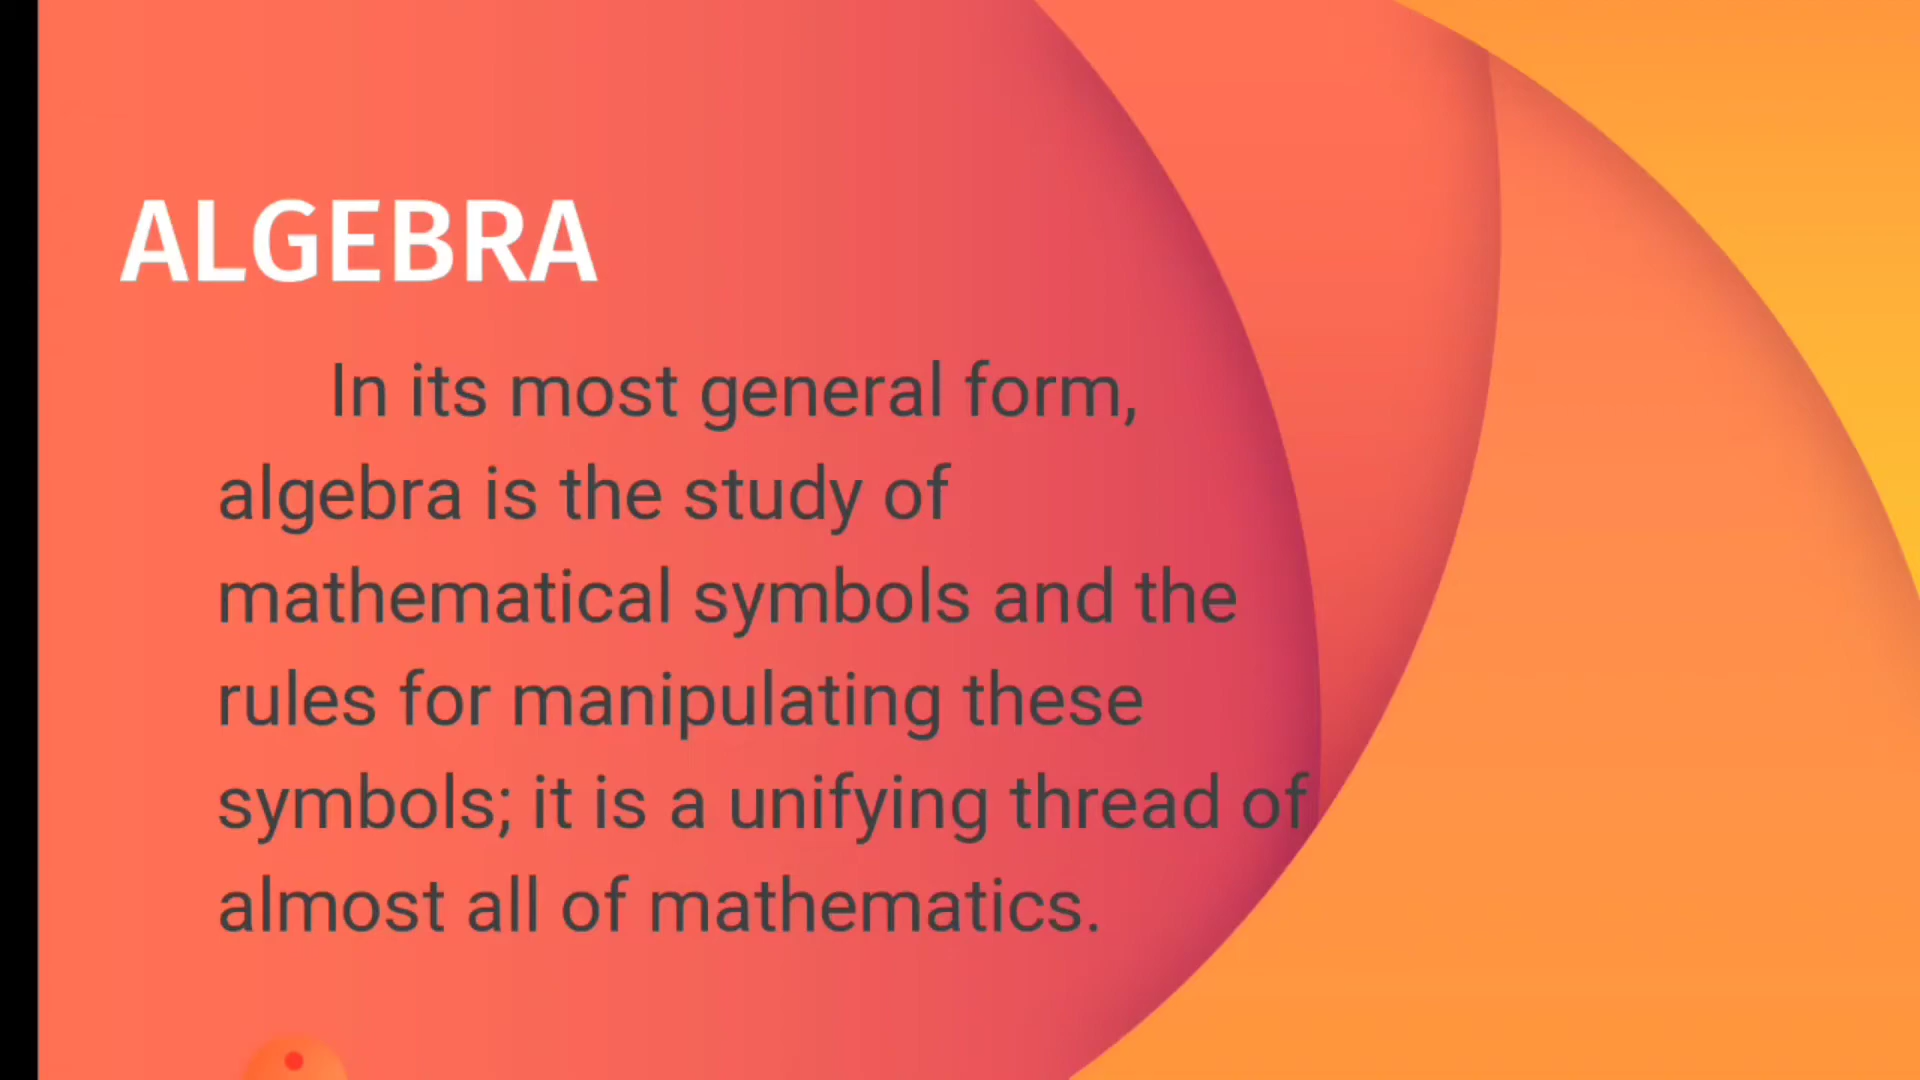 ALGEBRA
In its most general form,
algebra is the study of
mathematical symbols and the
rules for manipulating these
symbols; it is a unifying thread of
almost all of mathematics.